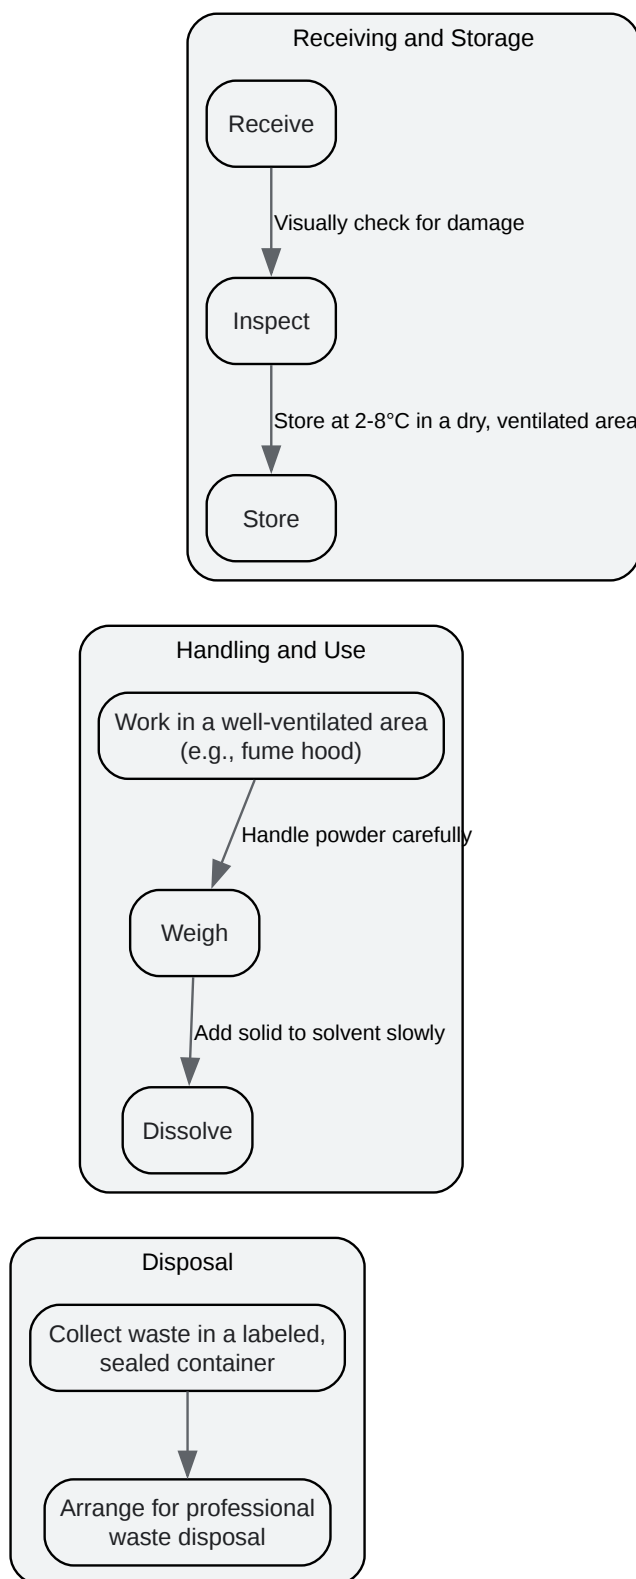 Receiving and Storage
Receive
Visually check for damage
Inspect
Store at 2-8°C in a dry, ventilated area
Store
Handling and Use
Work in a well-ventilated area
(e.g., fume hood)
Handle powder carefully
Weigh
Add solid to solvent slowly
Dissolve
Disposal
Collect waste in a labeled,
sealed container
Arrange for professional
waste disposal